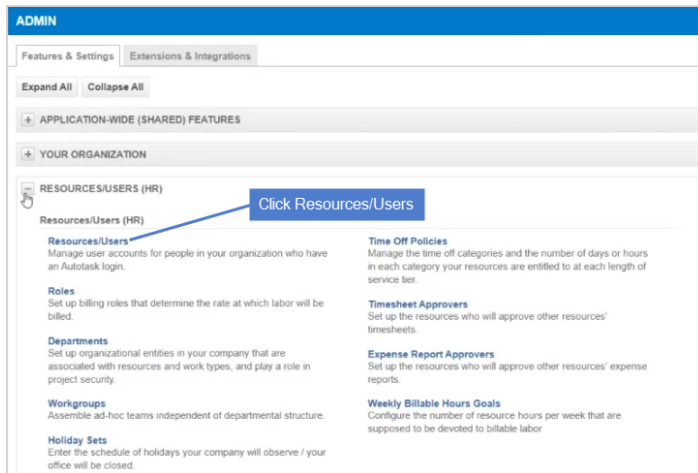 ADMIN
Features & Settings
Extensions & Integrations
Expand All
Collapse All
APPLICATION-WIDE (SHARED) FEATURES
YOUR ORGANIZATION
RESOURCES/USERS (HR)
Click Resources/Users
Resources/Users (HR)
Resources/Users
Manage user accounts for people in your organization who have
an Autotask login.
Roles
Set up billing roles that determine the rate at which labor will be
billed.
Departments
Set up organizational entities in your company that are
associated with resources and work types, and play a role in
project security.
Workgroups
Assemble ad-hoc teams independent of departmental structure.
Holiday Sets
Enter the schedule of holidays your company will observe / your
office will be closed.
Time Off Policies
Manage the time off categories and the number of days or hours
in each category your resources are entitled to at each length of
service tier.
Timesheet Approvers
Set up the resources who will approve other resources'
timesheets.
Expense Report Approvers
Set up the resources who will approve other resources' expense
reports.
Weekly Billable Hours Goals
Configure the number of resource hours per week that are
supposed to be devoted to billable labor